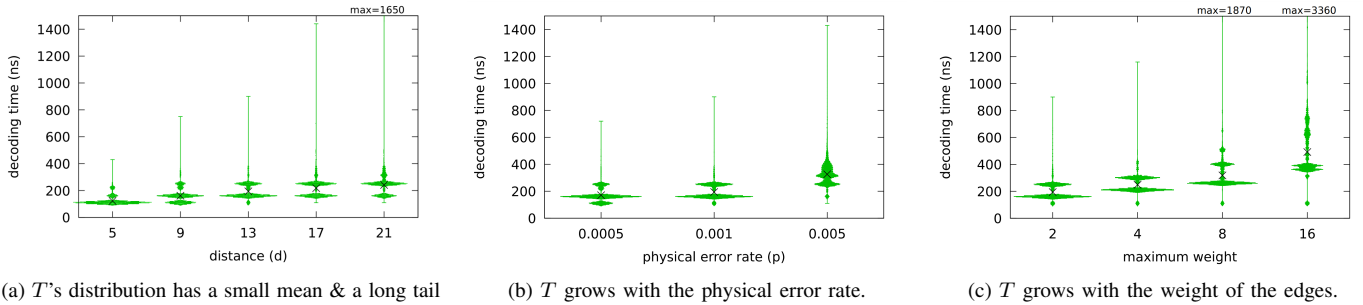 max=1650
1400
1200
1000
800
600
400
200
0
decoding time (ns)
5 9 13 17 21
distance (d)
(a) T's distribution has a small mean & a long tail
1400
1200
1000
800
600
400
200
0
decoding time (ns)
0.0005 0.001 0.005
physical error rate (p)
(b) T grows with the physical error rate.
max=1870 max=3360
1400
1200
1000
800
600
400
200
0
decoding time (ns)
2 4 8 16
maximum weight
(c) T grows with the weight of the edges.